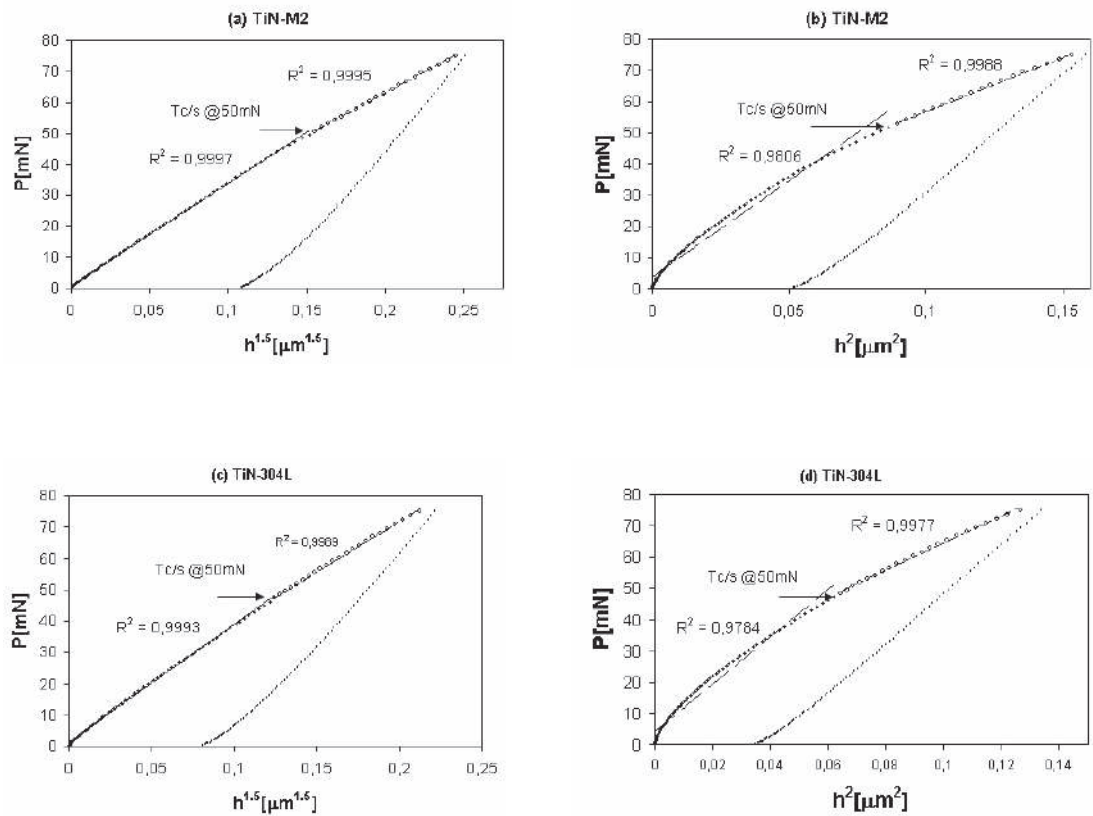 (a) TiN-M2
80
70
60
50
40
30
20
10
0
P[mN]
R² = 0,9995
Tc/s @50mN
R² = 0,9997
0 0,05 0,1 0,15 0,2 0,25
h^1.5[μm^1.5]
(b) TiN-M2
80
70
60
50
40
30
20
10
0
P[mN]
R² = 0,9988
Tc/s @50mN
R² = 0,9806
0 0,05 0,1 0,15
h²[μm²]
(c) TiN-304L
80
70
60
50
40
30
20
10
0
P[mN]
R² = 0,9989
Tc/s @50mN
R² = 0,9993
0 0,05 0,1 0,15 0,2 0,25
h^1.5[μm^1.5]
(d) TiN-304L
80
70
60
50
40
30
20
10
0
P[mN]
R² = 0,9977
Tc/s @50mN
R² = 0,9784
0 0,02 0,04 0,06 0,08 0,1 0,12 0,14
h²[μm²]